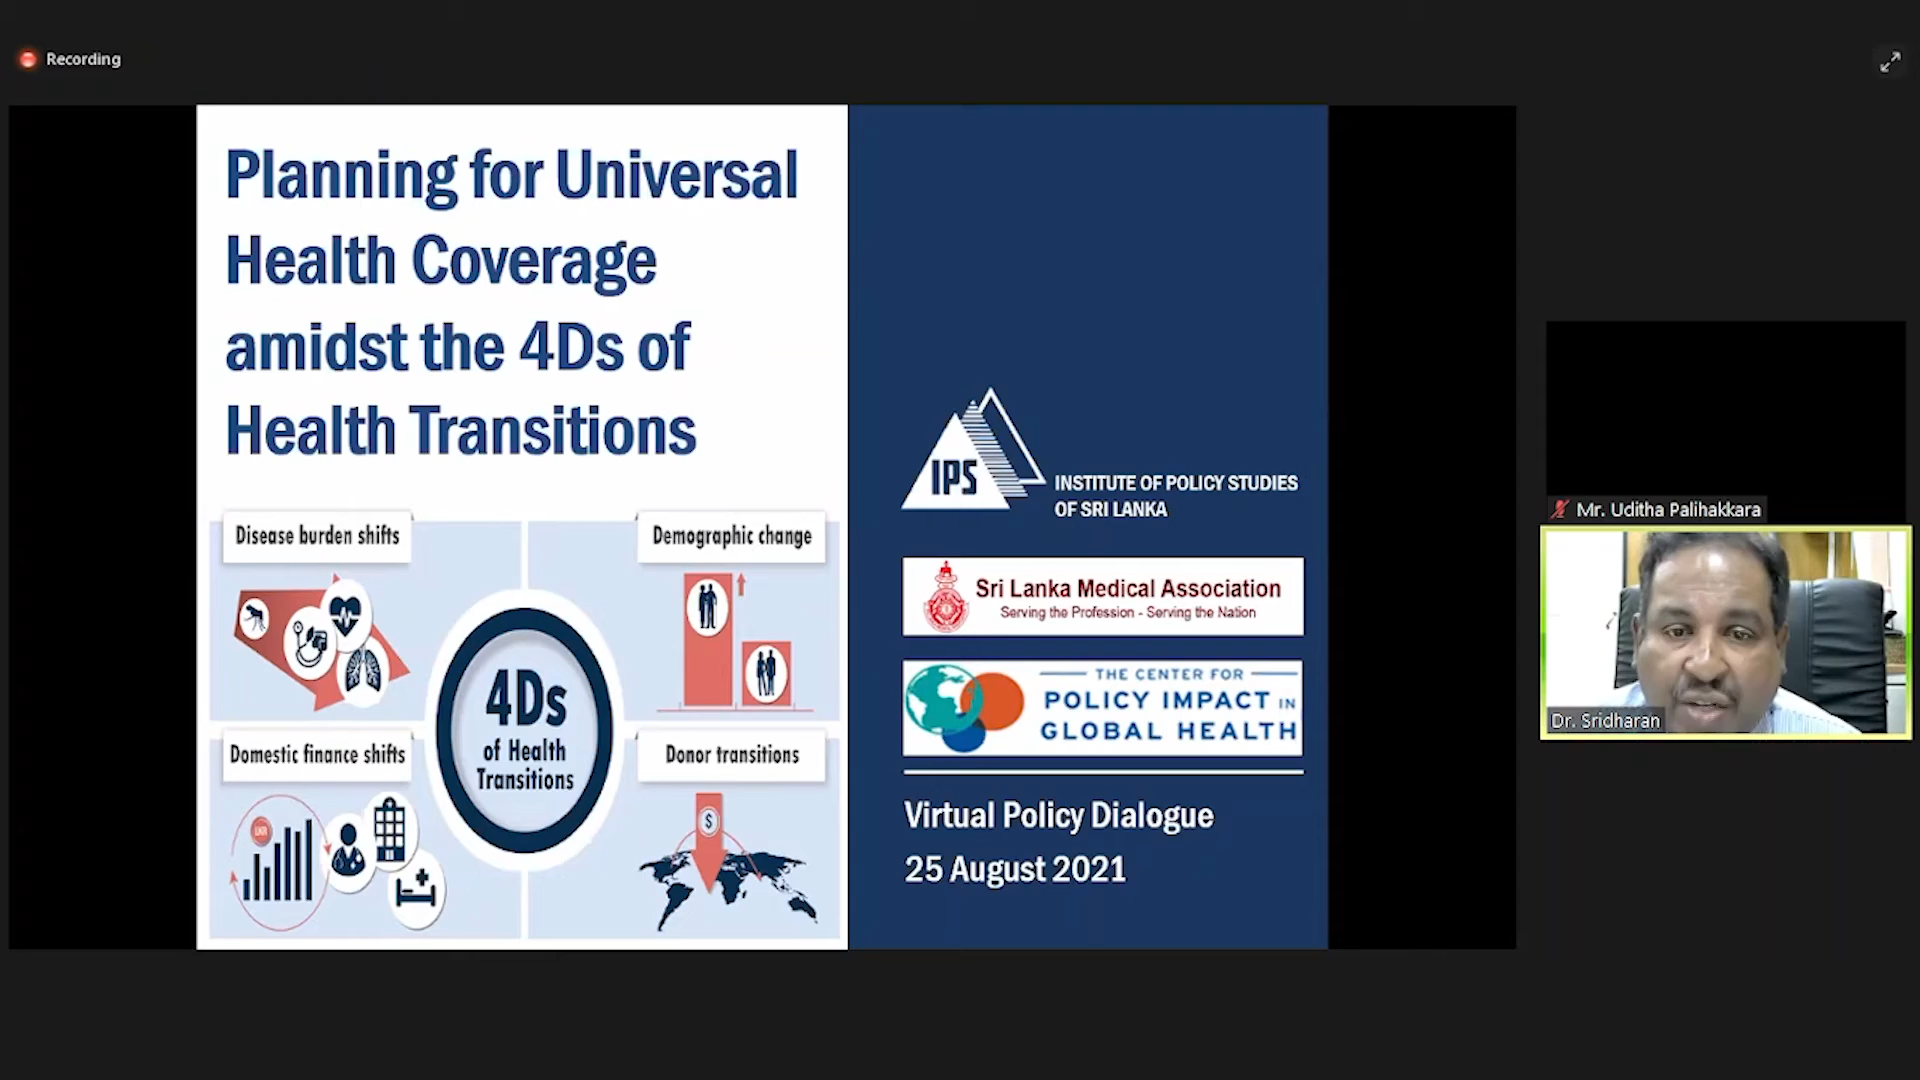 Recording
Planning for Universal
Health Coverage
amidst the 4Ds of
Health Transitions
Disease burden shifts
Demographic change
4Ds
of Health
Transitions
Domestic finance shifts
Donor transitions
$
IPS
INSTITUTE OF POLICY STUDIES
OF SRI LANKA
Sri Lanka Medical Association
Serving the Profession - Serving the Nation
THE CENTER FOR
POLICY IMPACT IN
GLOBAL HEALTH
Virtual Policy Dialogue
25 August 2021
Mr. Uditha Palihakkara
Dr. Sridharan